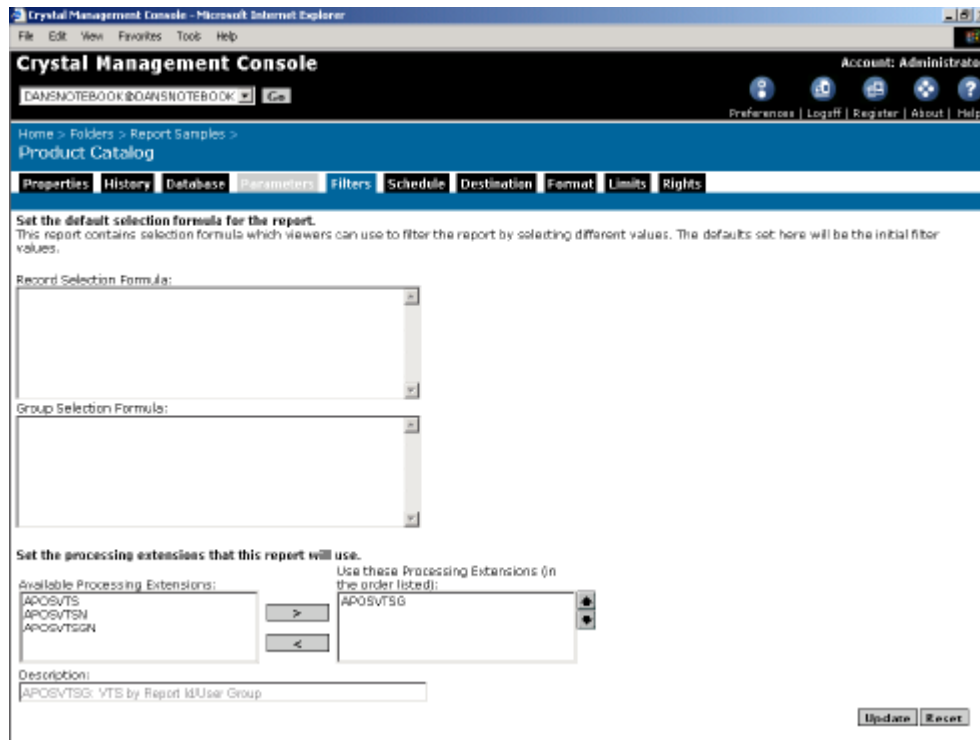 Crystal Management Console - Microsoft Internet Explorer
File Edit View Favorites Tools Help
Crystal Management Console
Account: Administrato
DANSNOTEBOOK@DANSNOTEBOOK Go
Preferences | Logoff | Register | About | Help
Home > Folders > Report Samples >
Product Catalog
Properties History Database Parameters Filters Schedule Destination Format Limits Rights
Set the default selection formula for the report.
This report contains selection formula which viewers can use to filter the report by selecting different values. The defaults set here will be the initial filter
values.
Record Selection Formula:
Group Selection Formula:
Set the processing extensions that this report will use.
Available Processing Extensions:
Use these Processing Extensions (in
the order listed):
APOSVTS
APOSVTSN
APOSVTSGN
>
<
APOSVTSG
Description:
APOSVTSG: VTS by Report Id/User Group
Update Reset